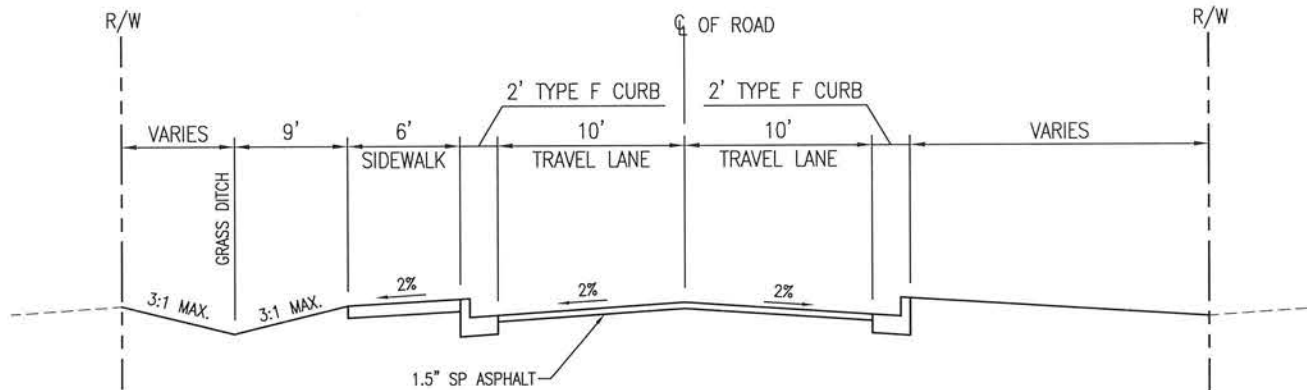 R/W
℄ OF ROAD
R/W
2' TYPE F CURB
2' TYPE F CURB
VARIES
9'
6'
10'
10'
VARIES
SIDEWALK
TRAVEL LANE
TRAVEL LANE
GRASS DITCH
3:1 MAX.
3:1 MAX.
2%
2%
2%
1.5" SP ASPHALT